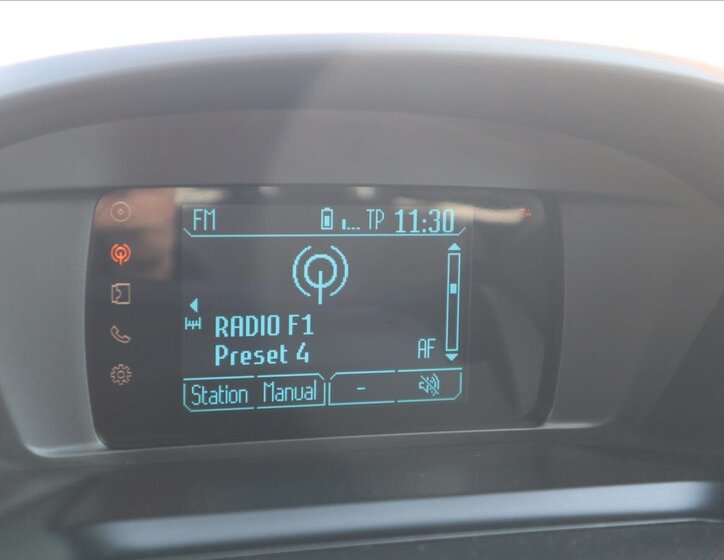 FM TP 11:30
RADIO F1
Preset 4 AF
Station Manual -